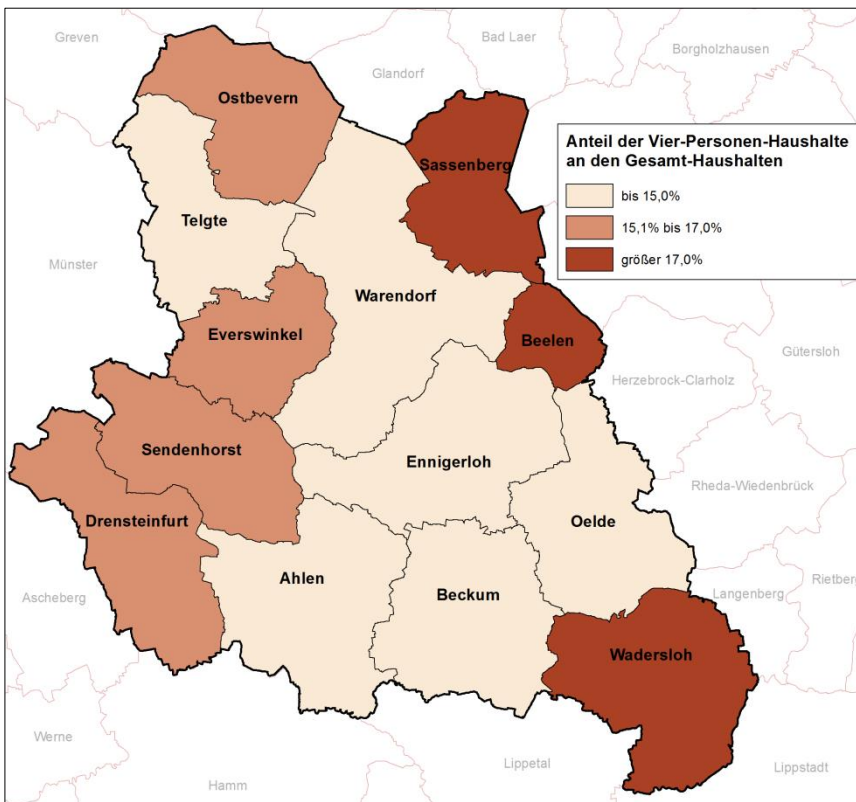 Greven
Bad Laer
Borgholzhausen
Glandorf
Ostbevern
Anteil der Vier-Personen-Haushalte
an den Gesamt-Haushalten
bis 15,0%
15,1% bis 17,0%
größer 17,0%
Sassenberg
Telgte
Münster
Warendorf
Everswinkel
Beelen
Gütersloh
Herzebrock-Clarholz
Sendenhorst
Ennigerloh
Rheda-Wiedenbrück
Drensteinfurt
Oelde
Ahlen
Beckum
Ascheberg
Langenberg
Rietberg
Wadersloh
Werne
Lippetal
Lippstadt
Hamm